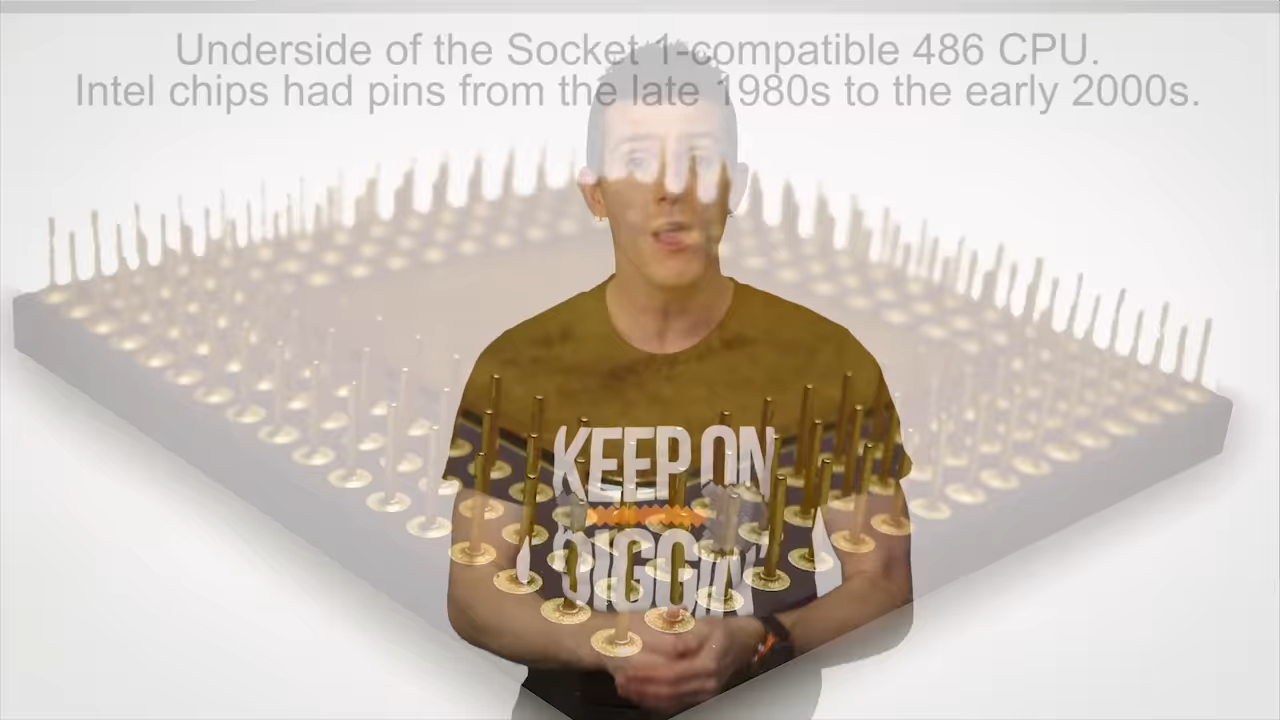 Underside of the Socket 1-compatible 486 CPU.
Intel chips had pins from the late 1980s to the early 2000s.
KEEP ON
DIGGIN'